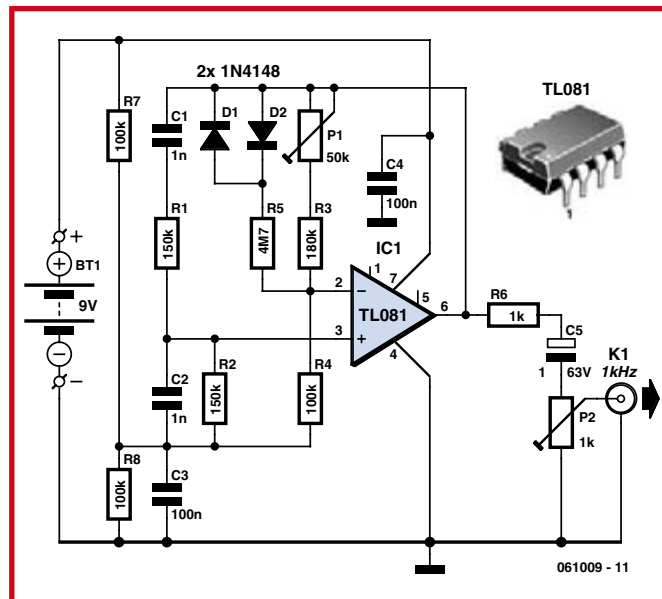 2x 1N4148
TL081
R7
100k
C1
1n
D1
D2
P1
50k
C4
100n
1
R1
150k
R5
4M7
R3
180k
IC1
+
BT1
+
9V
−
−
1
7
2
−
5
6
TL081
3
+
4
R6
1k
C5
1
63V
K1
1kHz
P2
1k
C2
1n
R2
150k
R4
100k
R8
100k
C3
100n
061009 - 11